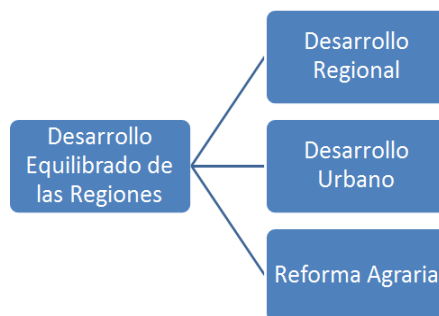 Desarrollo
Regional
Desarrollo
Equilibrado de
las Regiones
Desarrollo
Urbano
Reforma Agraria